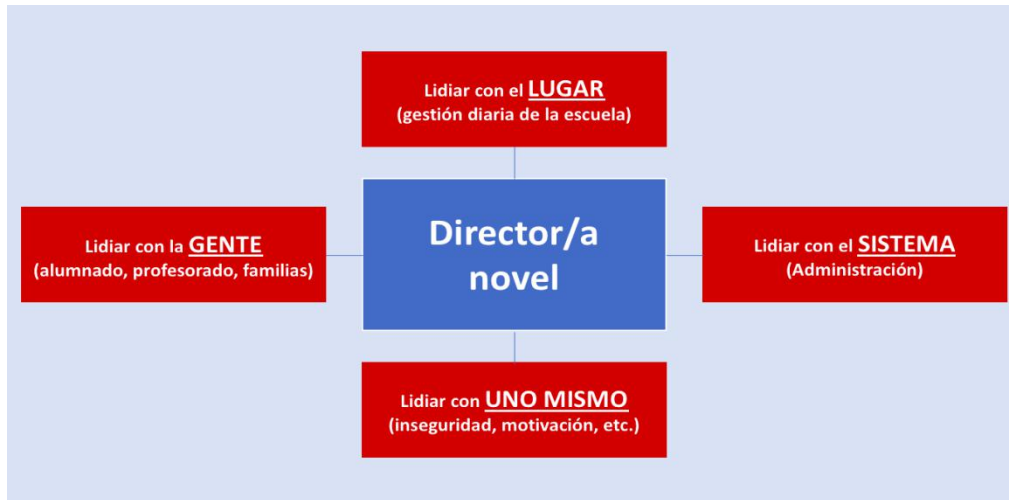 Lidiar con el LUGAR
(gestión diaria de la escuela)
Lidiar con la GENTE
(alumnado, profesorado, familias)
Director/a
novel
Lidiar con el SISTEMA
(Administración)
Lidiar con UNO MISMO
(inseguridad, motivación, etc.)